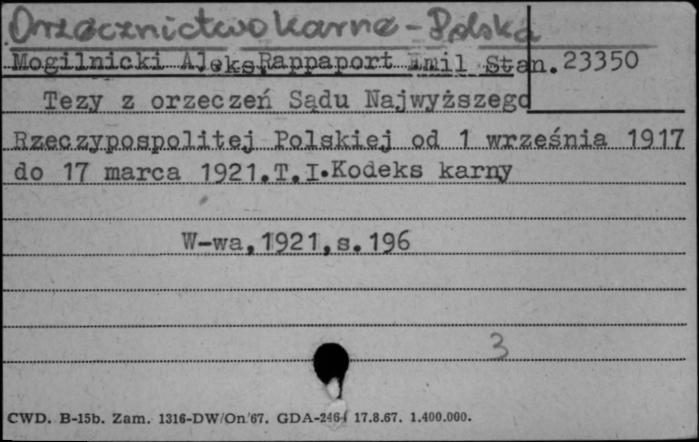 Orzecznictwo karne - Polska
Mogilnicki Aleks.Rappaport Emil Stan. 23350
Tezy z orzeczeń Sądu Najwyższego
Rzeczypospolitej Polskiej od 1 września 1917
do 17 marca 1921.T.I.Kodeks karny
W-wa,1921,s.196
3
CWD. B-15b. Zam. 1316-DW/On/67. GDA-2464 17.8.67. 1.400.000.